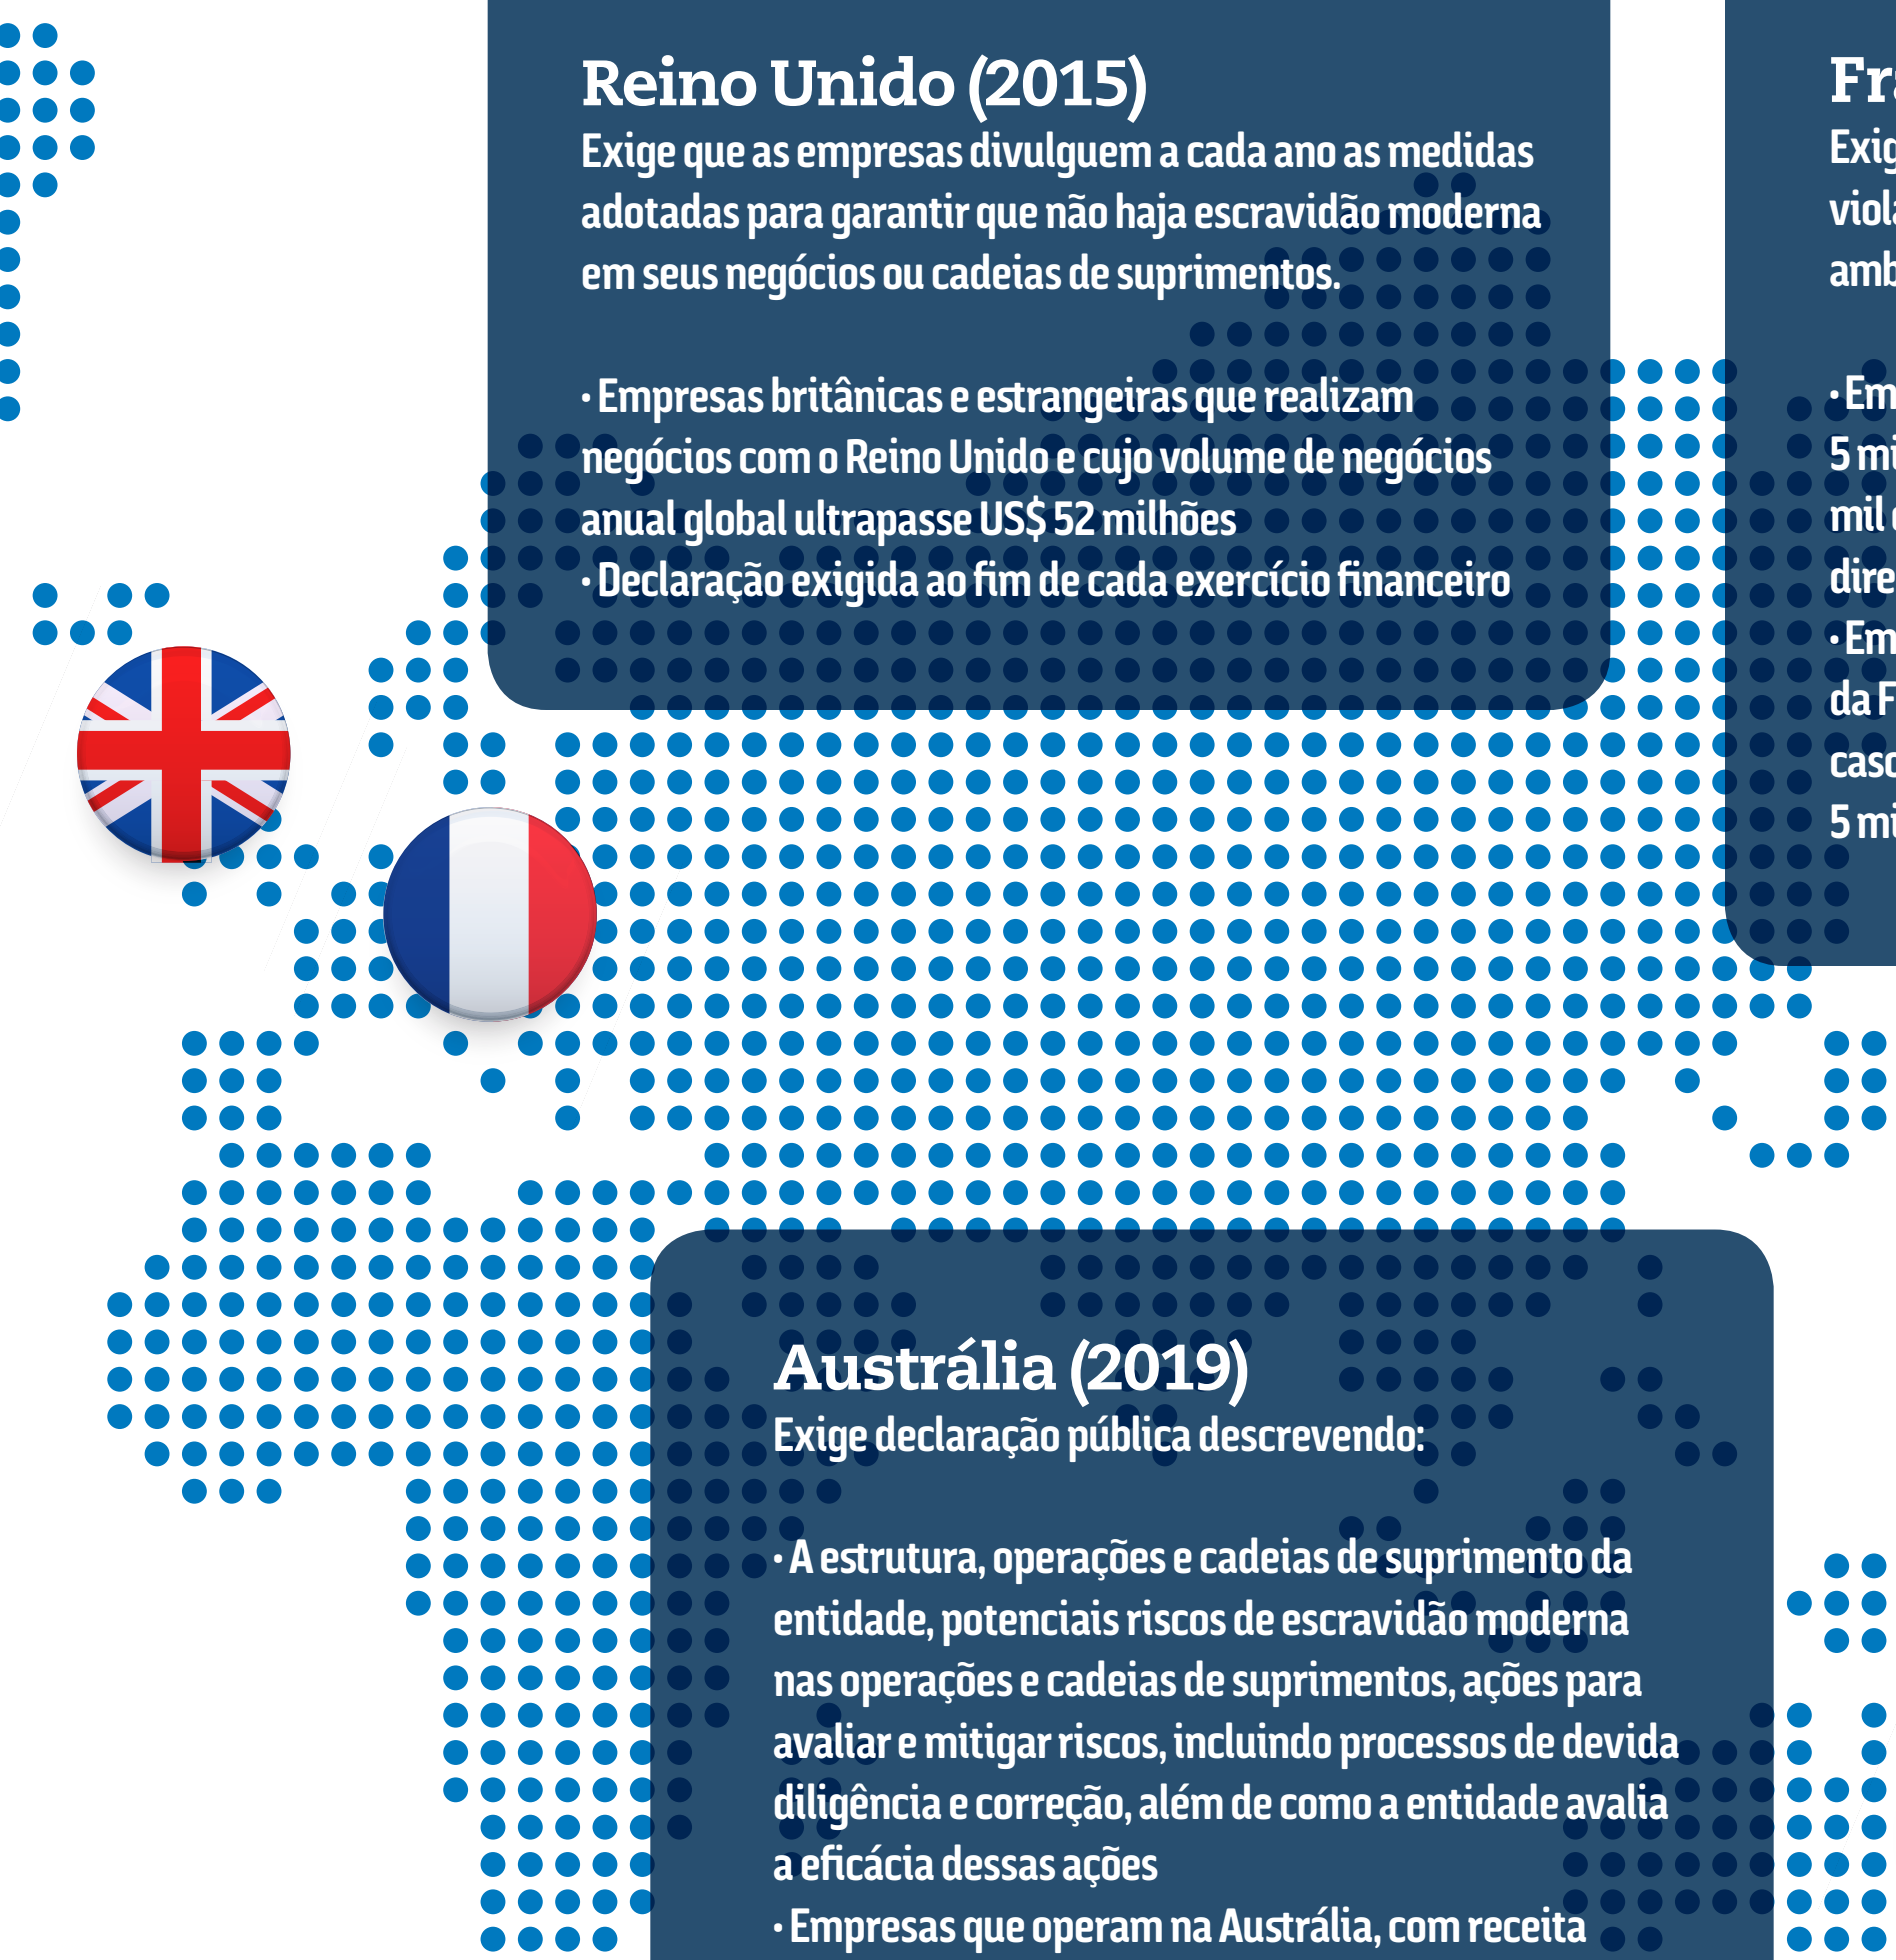 Reino Unido (2015)
Exige que as empresas divulguem a cada ano as medidas
adotadas para garantir que não haja escravidão moderna
em seus negócios ou cadeias de suprimentos.
• Empresas britânicas e estrangeiras que realizam
negócios com o Reino Unido e cujo volume de negócios
anual global ultrapasse US$ 52 milhões
• Declaração exigida ao fim de cada exercício financeiro
5
mil
da F
5
Austrália (2019)
Exige declaração pública descrevendo:
• A estrutura, operações e cadeias de suprimento da
entidade, potenciais riscos de escravidão moderna
nas operações e cadeias de suprimentos, ações para
avaliar e mitigar riscos, incluindo processos de devida
diligência e correção, além de como a entidade avalia
a eficácia dessas ações
• Empresas que operam na Austrália, com receita